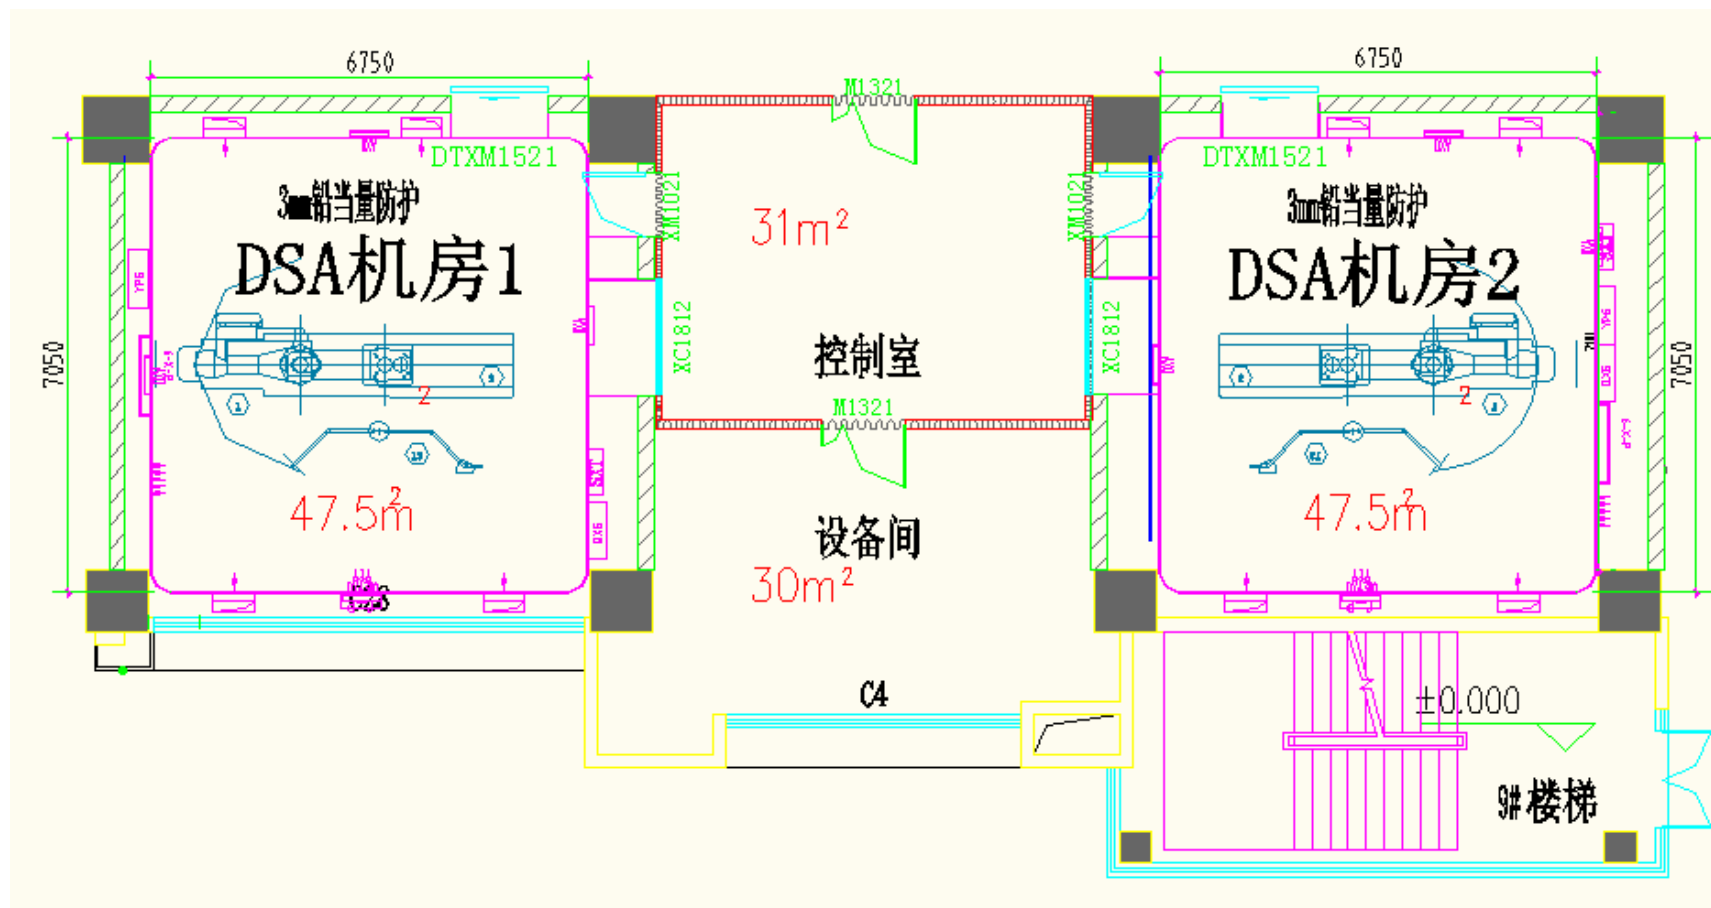 6750
6750
M1321
DTXM1521
DTXM1521
3mm铅当量防护
3mm铅当量防护
XM1021
XM1021
31m²
DSA机房1
DSA机房2
7050
7050
XC1812
XC1812
控制室
M1321
2
2
47.5m²
47.5m²
设备间
30m²
C4
±0.000
9#楼梯